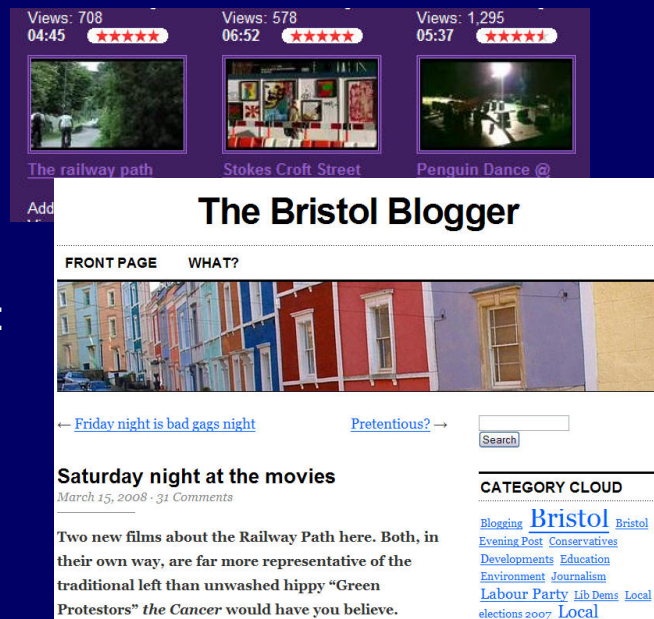 Views: 708 Views: 578 Views: 1,295
04:45 06:52 05:37
The railway path Stokes Croft Street Penguin Dance @
Add
The Bristol Blogger
FRONT PAGE WHAT?
← Friday night is bad gags night Pretentious? →
Search
Saturday night at the movies
March 15, 2008 · 31 Comments
Two new films about the Railway Path here. Both, in
their own way, are far more representative of the
traditional left than unwashed hippy “Green
Protestors” the Cancer would have you believe.
CATEGORY CLOUD
Blogging Bristol Bristol
Evening Post Conservatives
Developments Education
Environment Journalism
Labour Party Lib Dems Local
elections 2007 Local